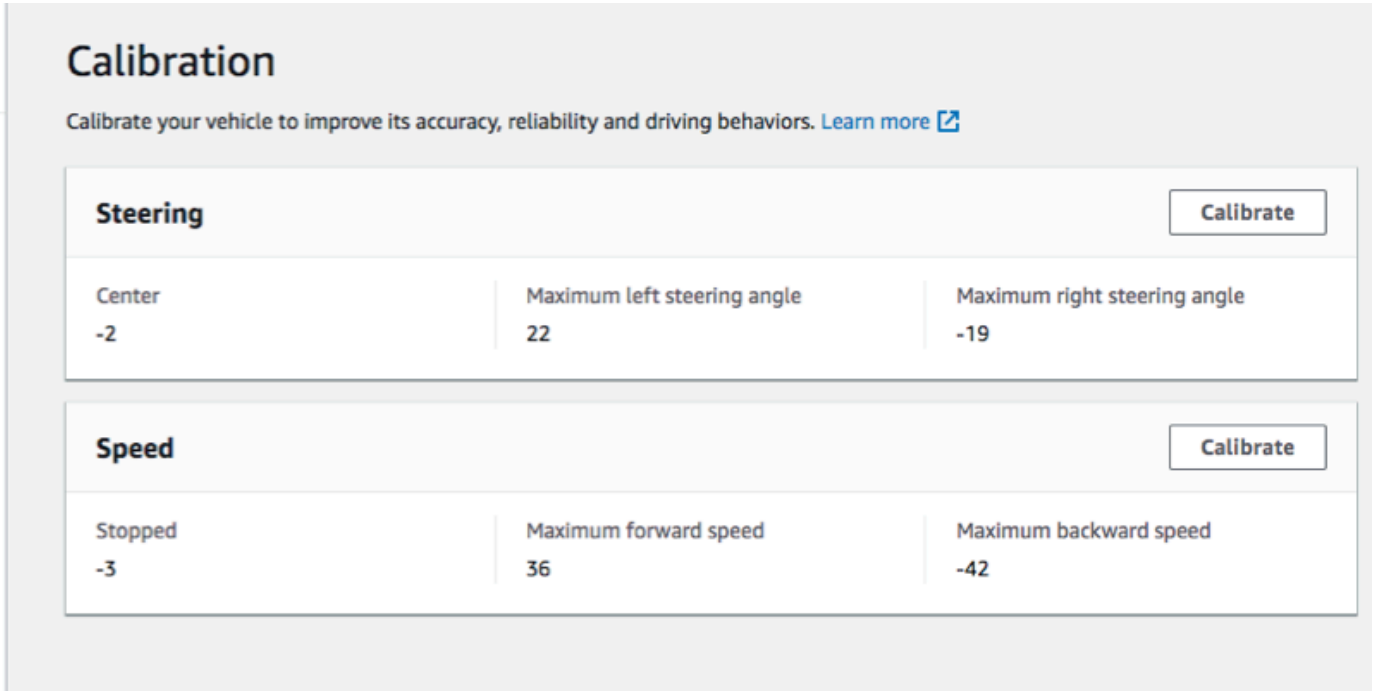 Calibration
Calibrate your vehicle to improve its accuracy, reliability and driving behaviors. Learn more
Steering
Calibrate
Center
Maximum left steering angle
Maximum right steering angle
-2
22
-19
Speed
Calibrate
Stopped
Maximum forward speed
Maximum backward speed
-3
36
-42